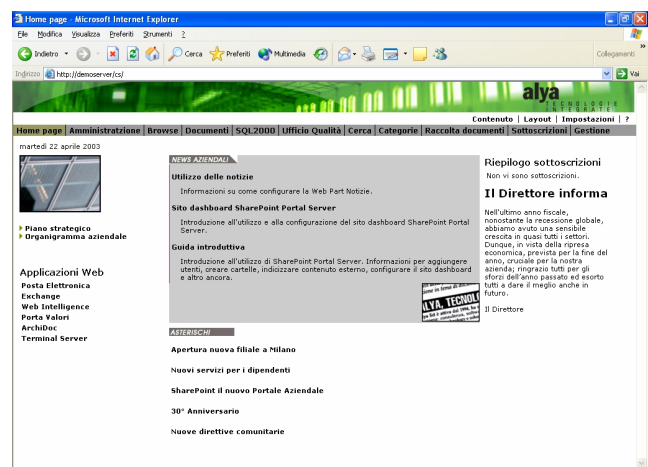 Home page - Microsoft Internet Explorer
File Modifica Visualizza Preferiti Strumenti ?
Indietro Cerca Preferiti Multimedia Collegamenti
Indirizzo http://demoserver/cs/ Vai
alya
TECNOLOGIE
INTEGRATE
Contenuto | Layout | Impostazioni | ?
Home page Amministratzione Browse Documenti SQL2000 Ufficio Qualità Cerca Categorie Raccolta documenti Sottoscrizioni Gestione
martedì 22 aprile 2003
Piano strategico
Organigramma aziendale
Applicazioni Web
Posta Elettronica
Exchange
Web Intelligence
Porta Valori
ArchiDoc
Terminal Server
NEWS AZIENDALI
Utilizzo delle notizie
Informazioni su come configurare la Web Part Notizie.
Sito dashboard SharePoint Portal Server
Introduzione all'utilizzo e alla configurazione del sito dashboard SharePoint Portal
Server.
Guida introduttiva
Introduzione all'utilizzo di SharePoint Portal Server. Informazioni per aggiungere
utenti, creare cartelle, indicizzare contenuto esterno, configurare il sito dashboard
e altro ancora.
LYA, TECNOL
ASTERISCHI
Apertura nuova filiale a Milano
Nuovi servizi per i dipendenti
SharePoint il nuovo Portale Aziendale
30° Anniversario
Nuove direttive comunitarie
Riepilogo sottoscrizioni
Non vi sono sottoscrizioni.
Il Direttore informa
Nell'ultimo anno fiscale,
nonostante la recessione globale,
abbiamo avuto una sensibile
crescita in quasi tutti i settori.
Dunque, in vista della ripresa
economica, prevista per la fine del
anno, cruciale per la nostra
azienda; ringrazio tutti per gli
sforzi dell'anno passato ed esorto
tutti a dare il meglio anche in
futuro.
Il Direttore